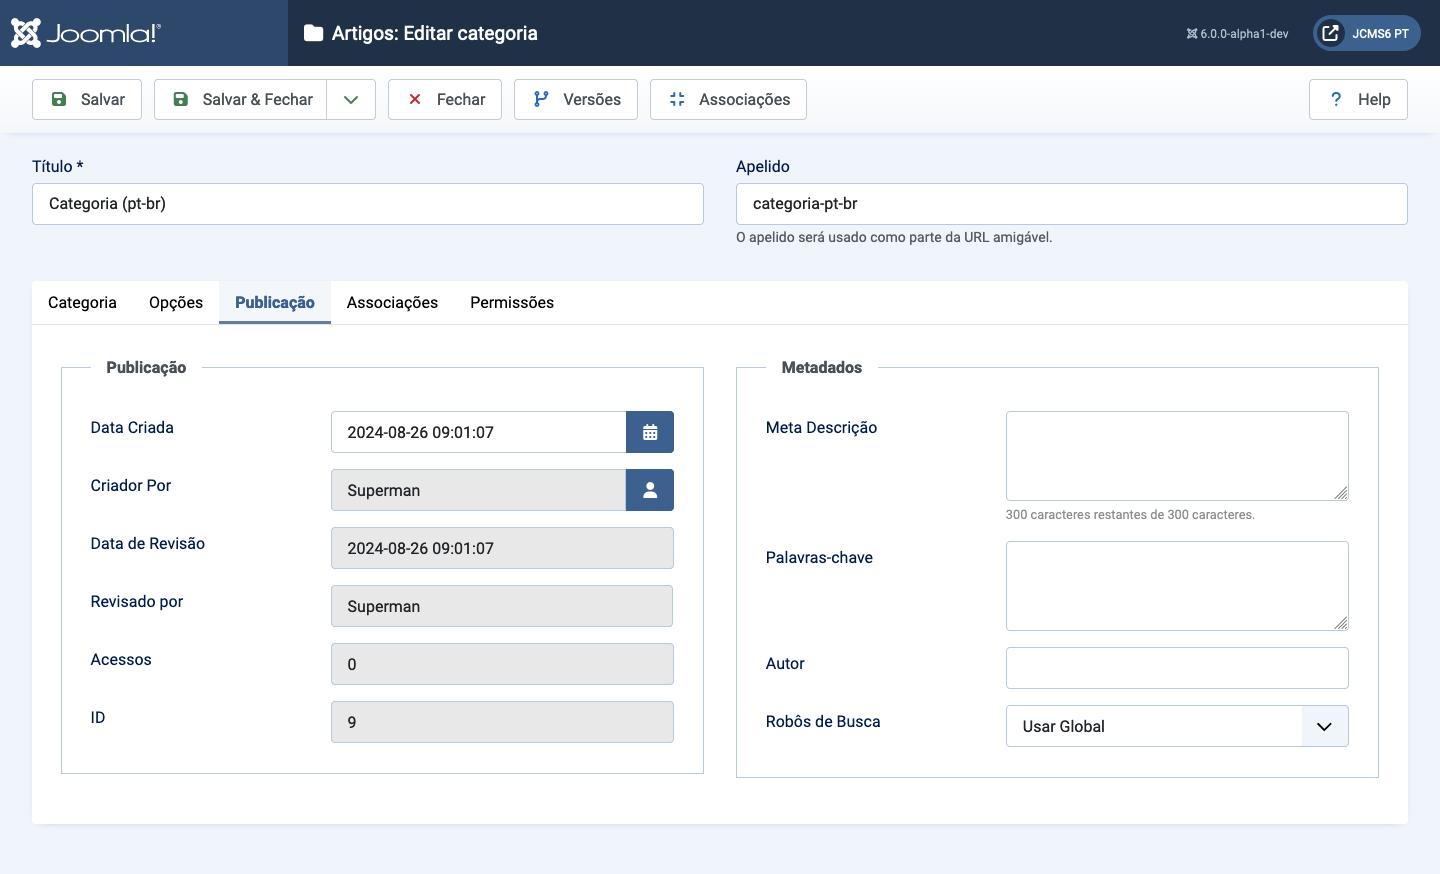 Joomla!®
Artigos: Editar categoria
6.0.0-alpha1-dev
JCMS6 PT
Salvar
Salvar & Fechar
Fechar
Versões
Associações
? Help
Título *
Apelido
Categoria (pt-br)
categoria-pt-br
O apelido será usado como parte da URL amigável.
Categoria
Opções
Publicação
Associações
Permissões
Publicação
Data Criada
2024-08-26 09:01:07
Criador Por
Superman
Data de Revisão
2024-08-26 09:01:07
Revisado por
Superman
Acessos
0
ID
9
Metadados
Meta Descrição
300 caracteres restantes de 300 caracteres.
Palavras-chave
Autor
Robôs de Busca
Usar Global